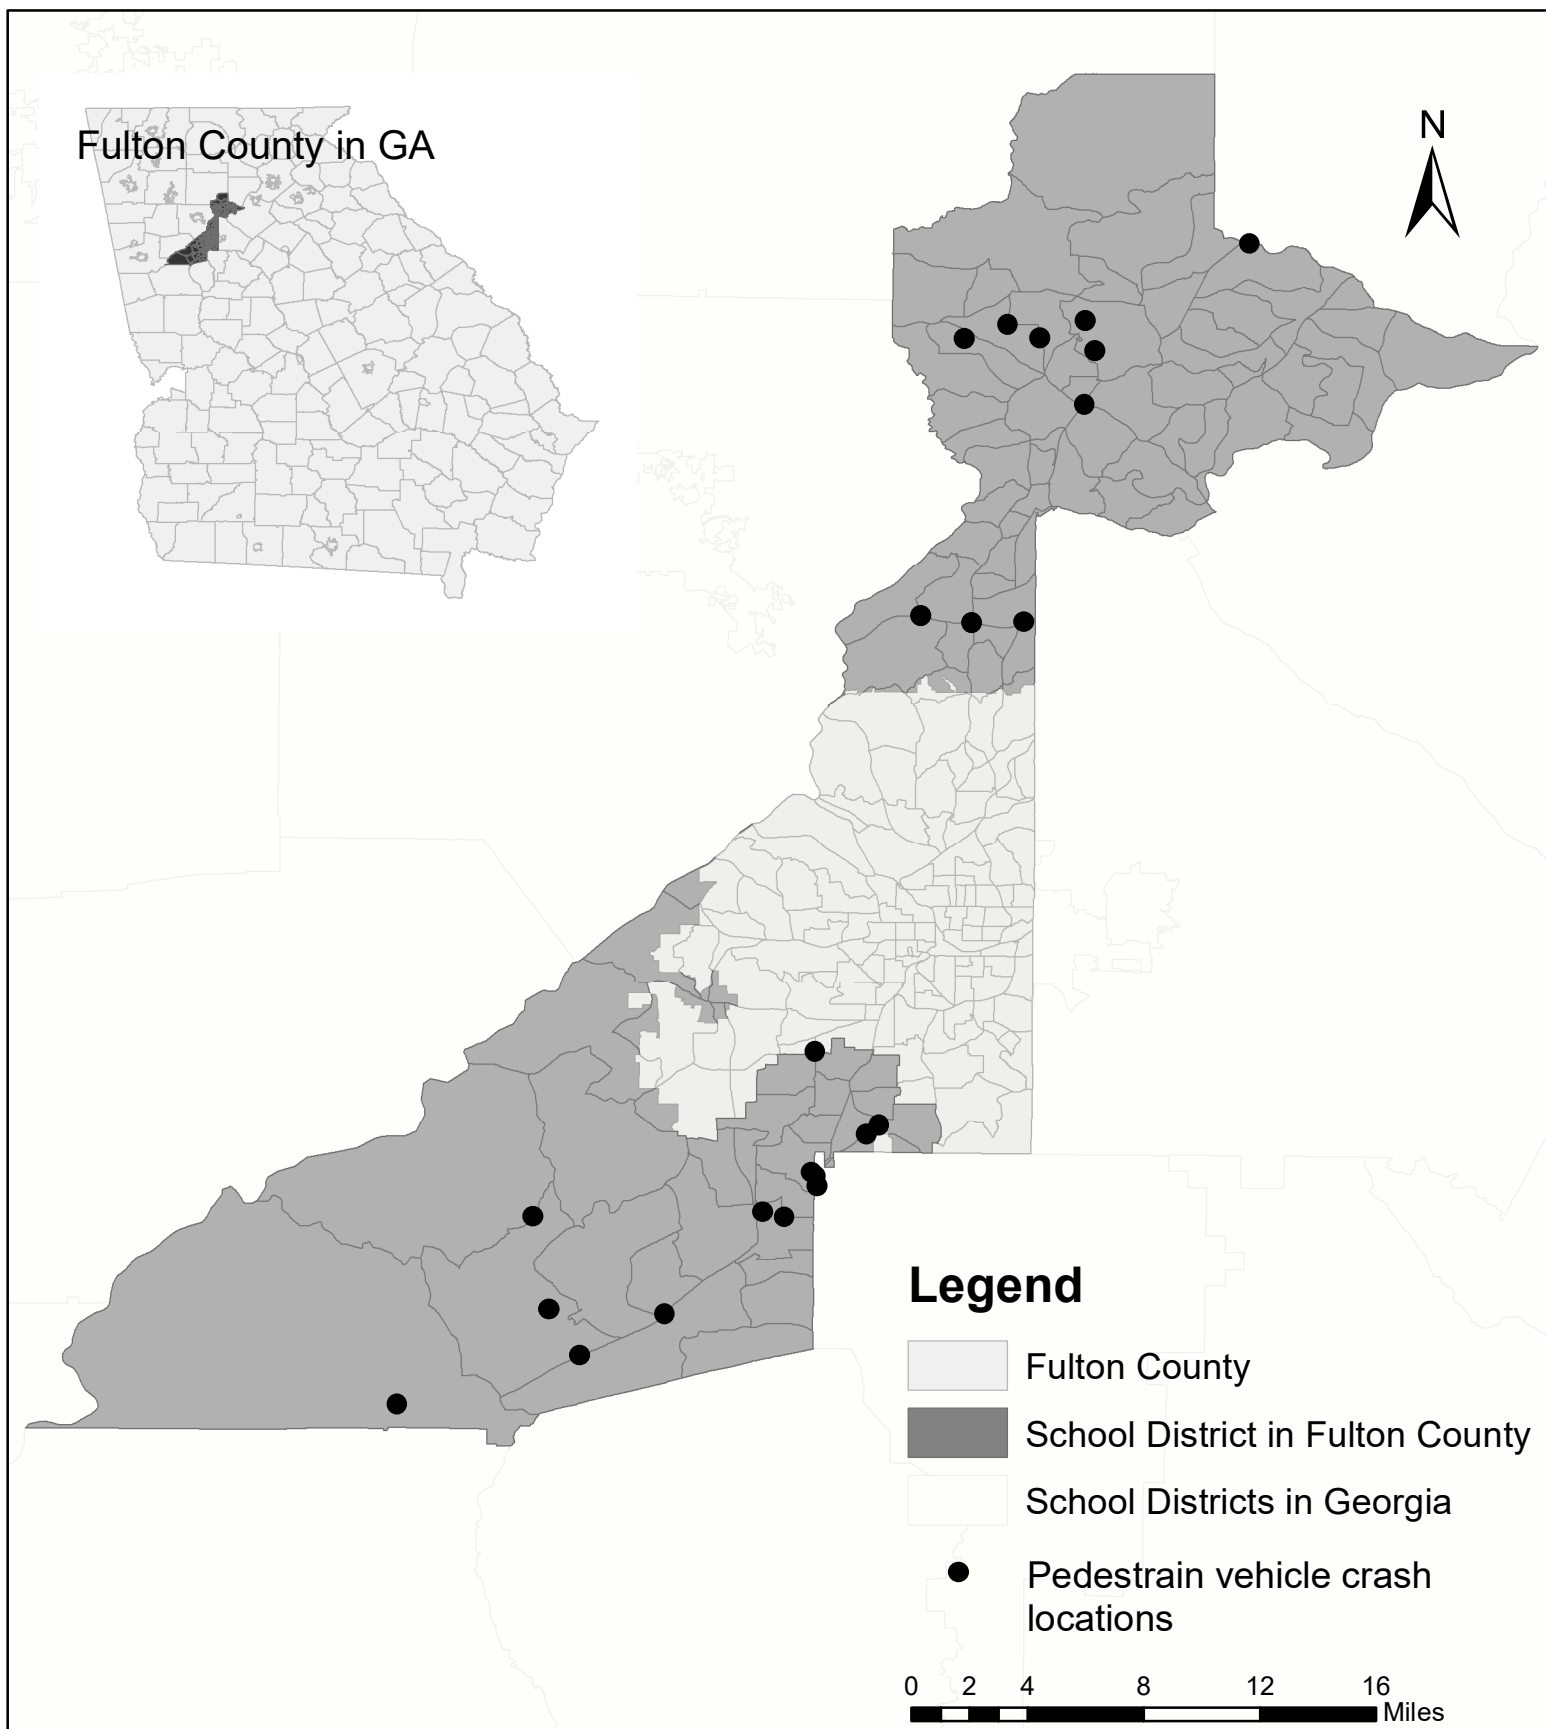 Fulton County in GA
N
Legend
Fulton County
School District in Fulton County
School Districts in Georgia
Pedestrain vehicle crash
locations
0 2 4 8 12 16
Miles